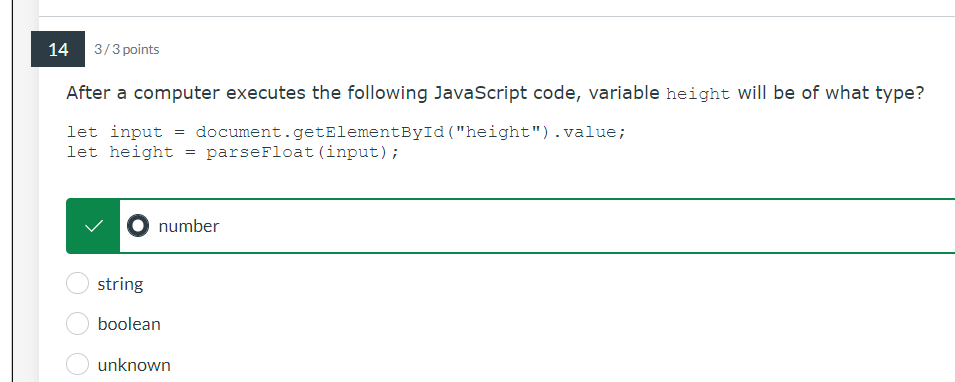 14 3/3 points
After a computer executes the following JavaScript code, variable height will be of what type?
let input = document.getElementById("height").value;
let height = parseFloat(input);
number
string
boolean
unknown